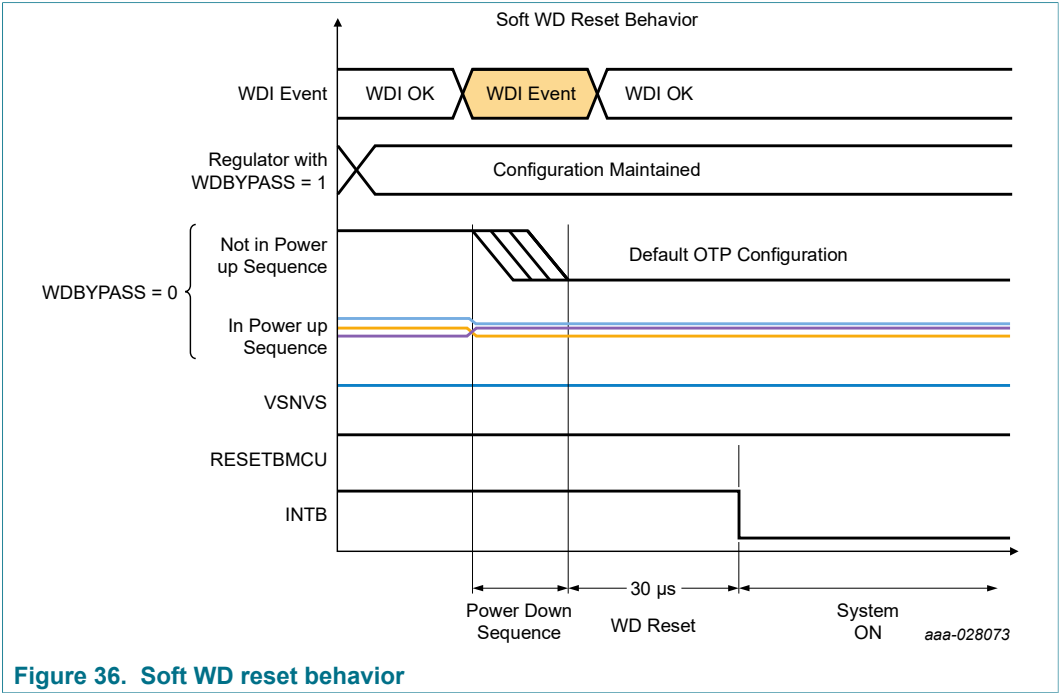 Soft WD Reset Behavior
WDI Event
WDI OK
WDI Event
WDI OK
Regulator with
WDBYPASS = 1
Configuration Maintained
WDBYPASS = 0
Not in Power
up Sequence
Default OTP Configuration
In Power up
Sequence
VSNVS
RESETBMCU
INTB
30 µs
Power Down
Sequence
WD Reset
System
ON
aaa-028073
Figure 36. Soft WD reset behavior